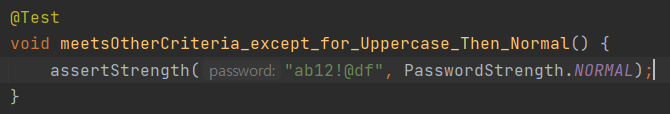 @Test
void meetsOtherCriteria_except_for_Uppercase_Then_Normal() {
assertStrength( password: "ab12!@df", PasswordStrength.NORMAL);
}